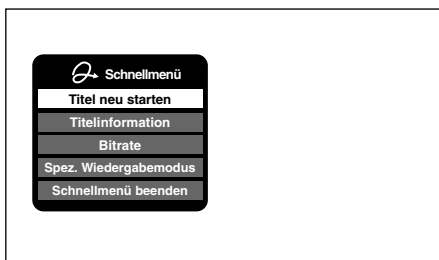 Schnellmenü
Titel neu starten
Titelinformation
Bitrate
Spez. Wiedergabemodus
Schnellmenü beenden